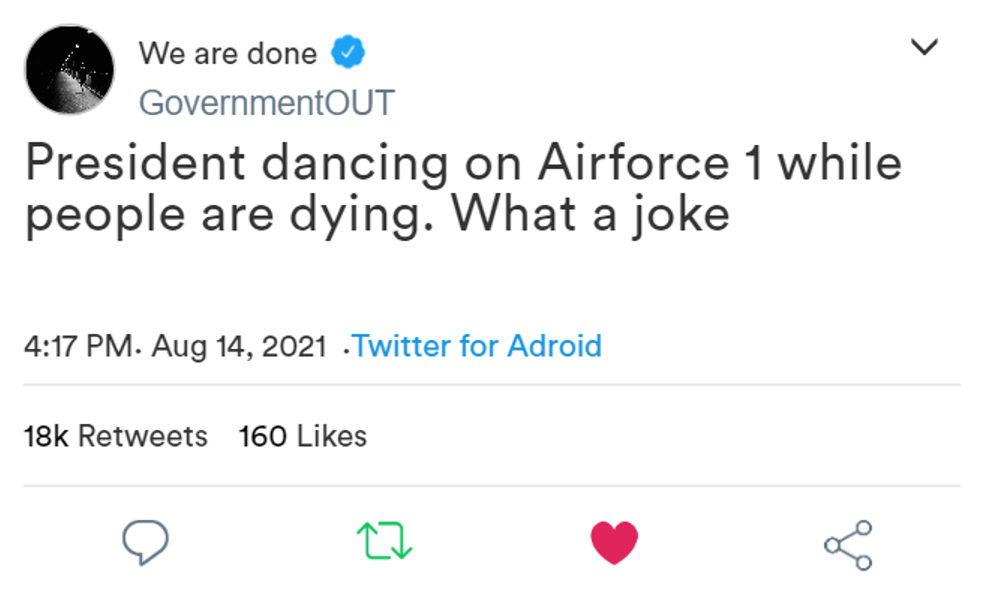 We are done
GovernmentOUT
President dancing on Airforce 1 while
people are dying. What a joke
4:17 PM. Aug 14, 2021 .Twitter for Adroid
18k Retweets 160 Likes